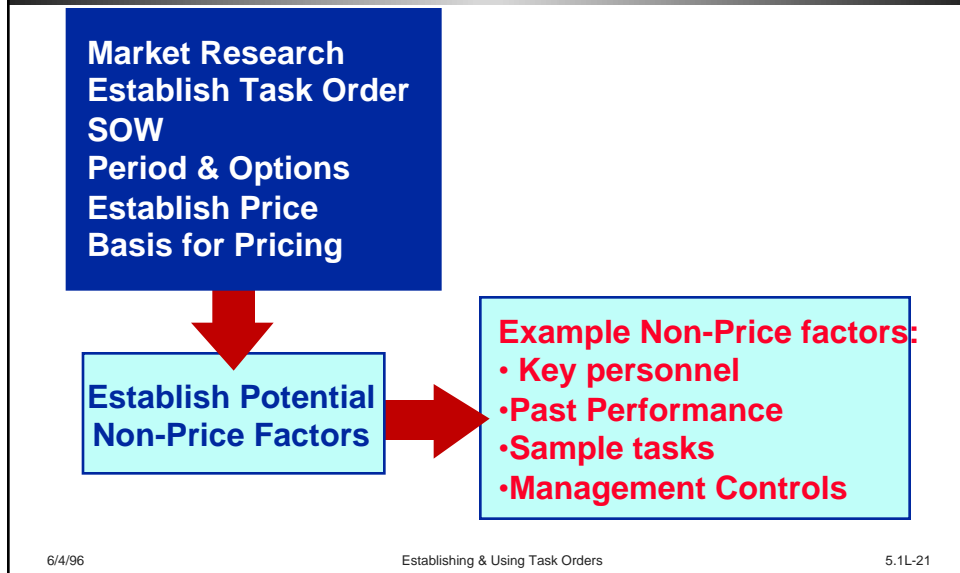 Market Research
Establish Task Order
SOW
Period & Options
Establish Price
Basis for Pricing
Establish Potential
Non-Price Factors
Example Non-Price factors:
• Key personnel
•Past Performance
•Sample tasks
•Management Controls
6/4/96
Establishing & Using Task Orders
5.1L-21